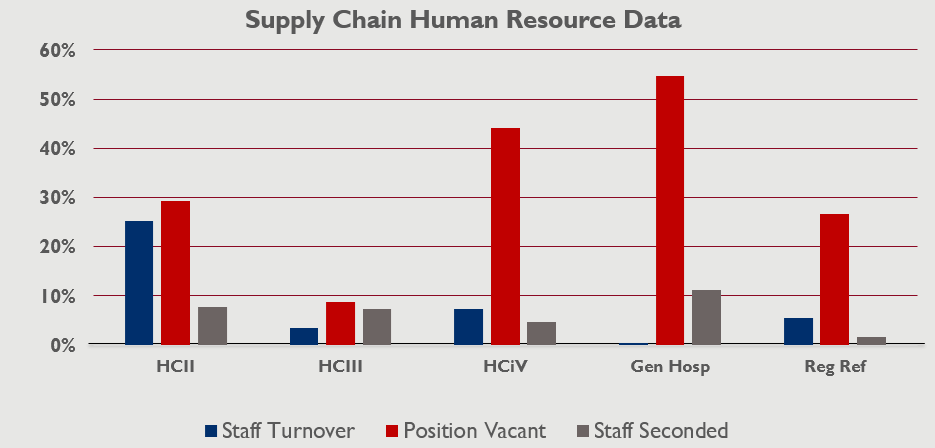 Supply Chain Human Resource Data
60%
50%
40%
30%
20%
10%
0%
HCII HCIII HCiV Gen Hosp Reg Ref
Staff Turnover Position Vacant Staff Seconded